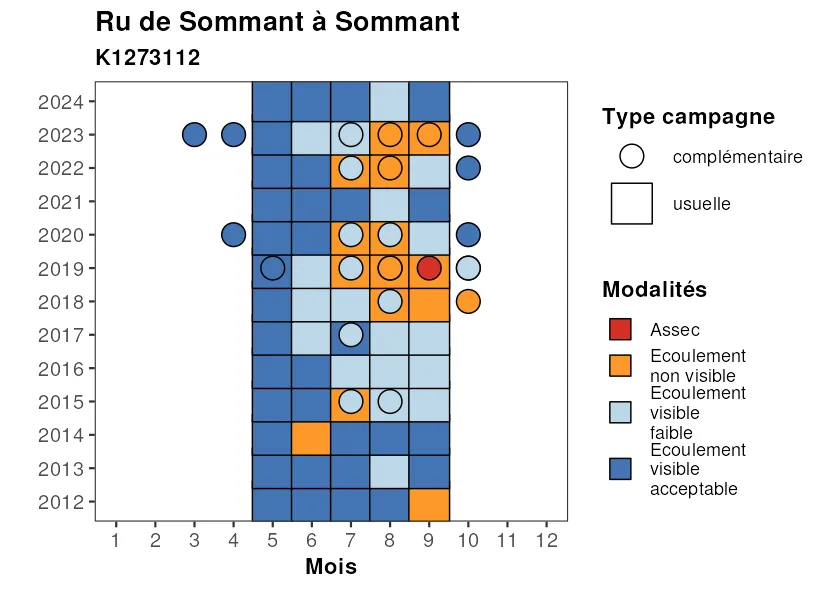 Ru de Sommant à Sommant
K1273112
2024
2023
2022
2021
2020
2019
2018
2017
2016
2015
2014
2013
2012
1 2 3 4 5 6 7 8 9 10 11 12
Mois
Type campagne
complémentaire
usuelle
Modalités
Assec
Ecoulement
non visible
Ecoulement
visible
faible
Ecoulement
visible
acceptable